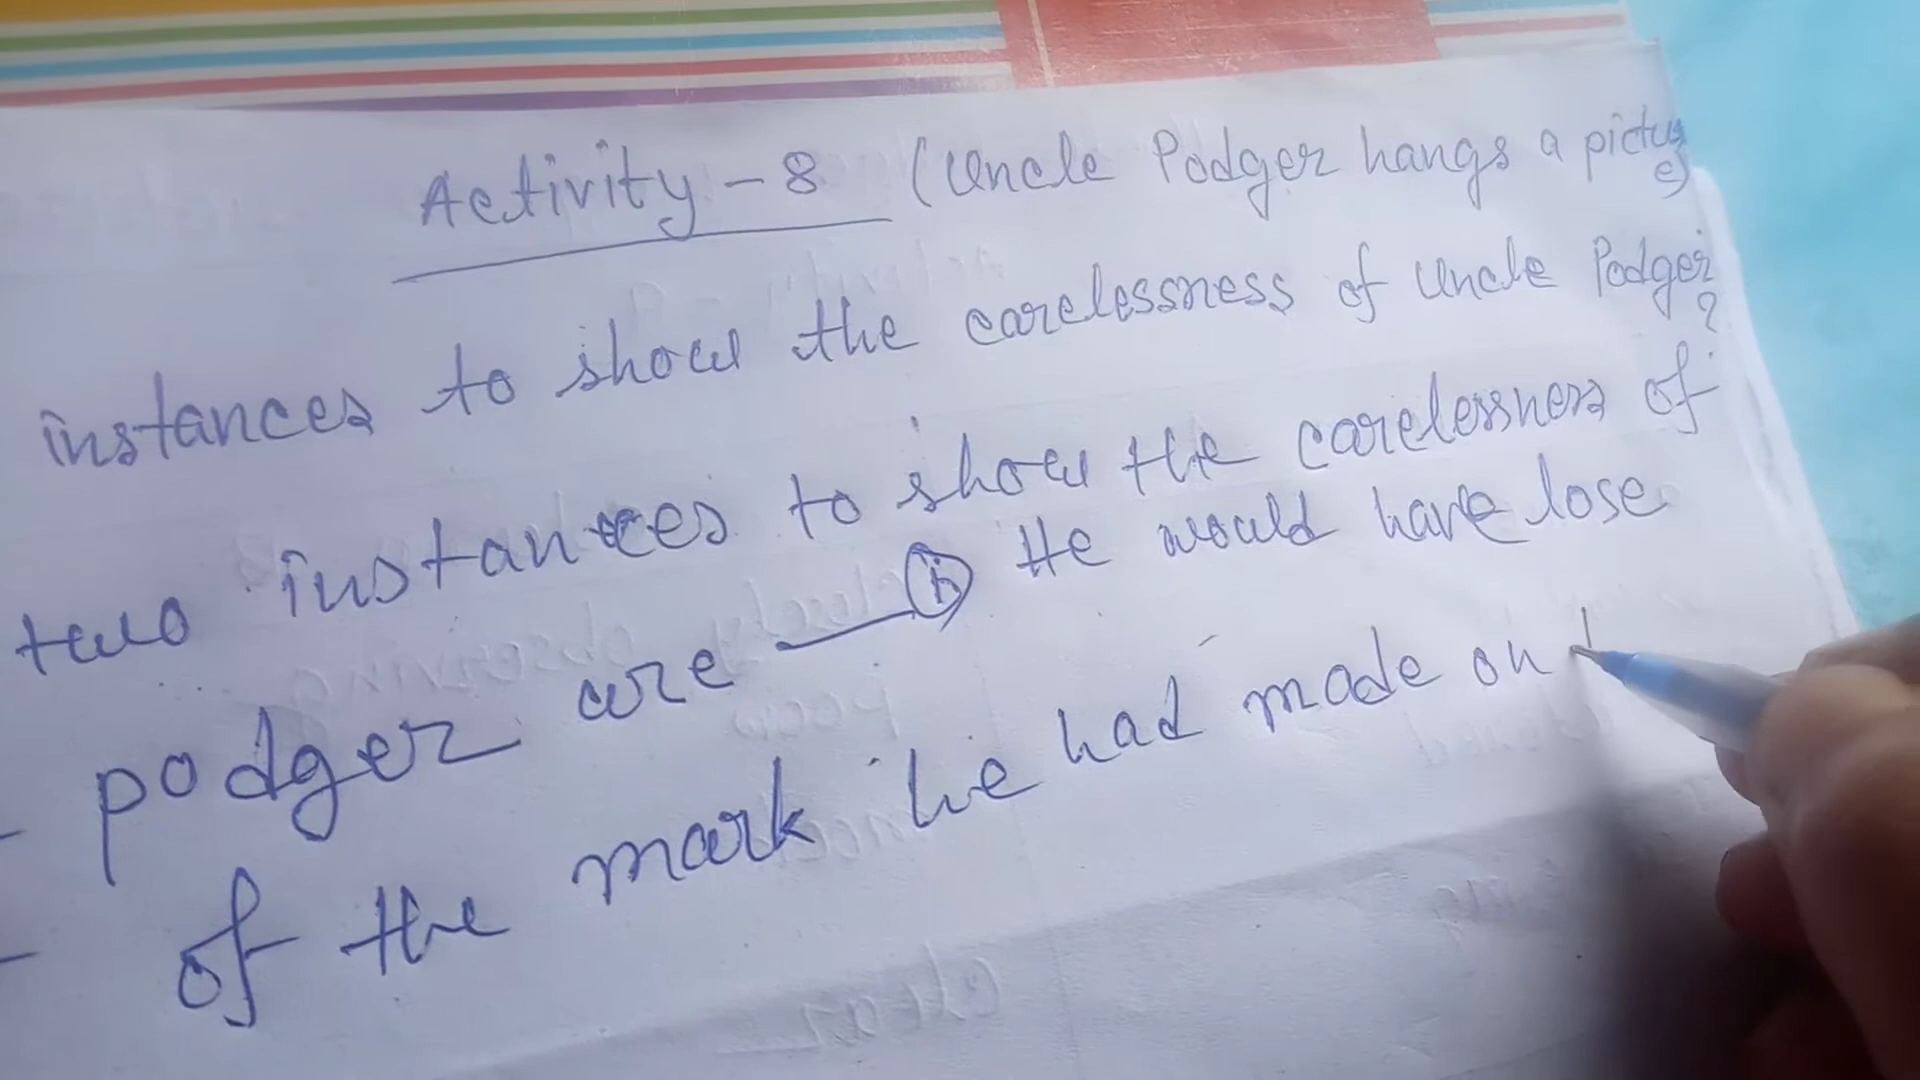 Activity - 8 (Uncle Podger hangs a picture)
instances to show the carelessness of Uncle Podger?
two instances to show the carelessness of
podger are — (i) He would have lose
of the mark he had made on t